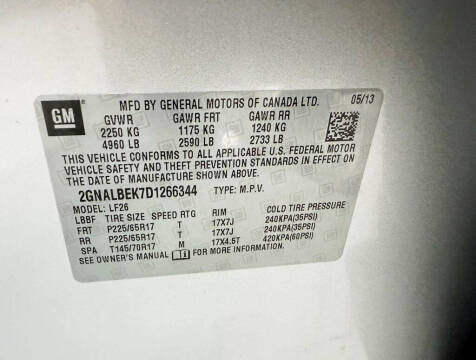 GM
MFD BY GENERAL MOTORS OF CANADA LTD. 05/13
GVWR GAWR FRT GAWR RR
2250 KG 1175 KG 1240 KG
4960 LB 2590 LB 2733 LB
THIS VEHICLE CONFORMS TO ALL APPLICABLE U.S. FEDERAL MOTOR
VEHICLE SAFETY AND THEFT PREVENTION STANDARDS IN EFFECT ON
THE DATE OF MANUFACTURE SHOWN ABOVE.
2GNALBEK7D1266344 TYPE: M.P.V.
MODEL: LF26
LBBF TIRE SIZE SPEED RTG RIM COLD TIRE PRESSURE
FRT P225/65R17 T 17X7J 240KPA(35PSI)
RR P225/65R17 T 17X7J 240KPA(35PSI)
SPA T145/70R17 M 17X4.5T 420KPA(60PSI)
SEE OWNER'S MANUAL FOR MORE INFORMATION